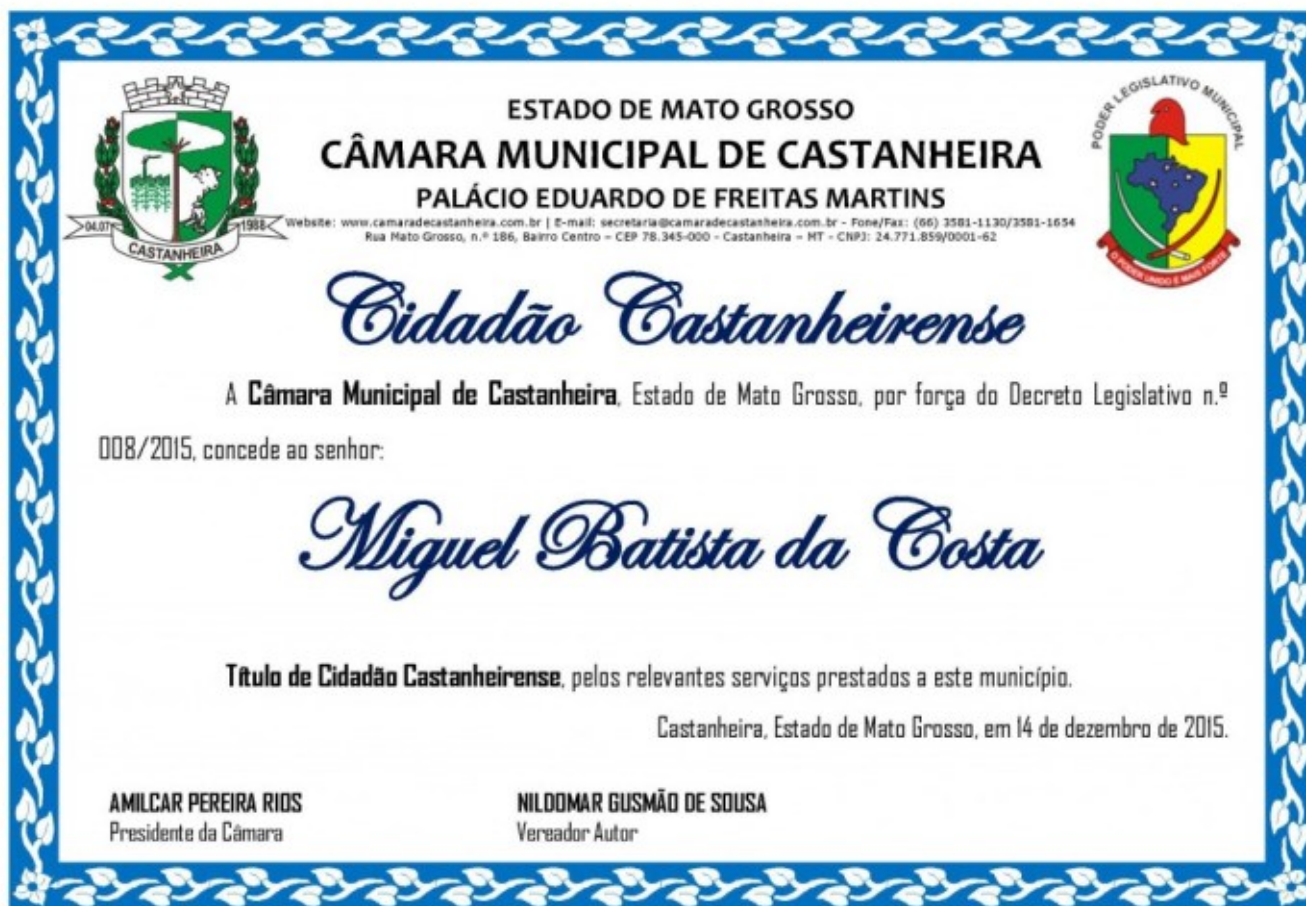 ESTADO DE MATO GROSSO
CÂMARA MUNICIPAL DE CASTANHEIRA
PALÁCIO EDUARDO DE FREITAS MARTINS
Website: www.camaradecastanheira.com.br | E-mail: secretaria@camaradecastanheira.com.br - Fone/Fax: (66) 3581-1130/3581-1654
Rua Mato Grosso, n.º 186, Bairro Centro – CEP 78.345-000 - Castanheira – MT - CNPJ: 24.771.859/0001-62
04.07 1988
CASTANHEIRA
PODER LEGISLATIVO MUNICIPAL
O PODER UNIDO É MAIS FORTE
Cidadão Castanheirense
A Câmara Municipal de Castanheira, Estado de Mato Grosso, por força do Decreto Legislativo n.º
008/2015, concede ao senhor:
Miguel Batista da Costa
Título de Cidadão Castanheirense, pelos relevantes serviços prestados a este município.
Castanheira, Estado de Mato Grosso, em 14 de dezembro de 2015.
AMILCAR PEREIRA RIOS NILDOMAR GUSMÃO DE SOUSA
Presidente da Câmara Vereador Autor